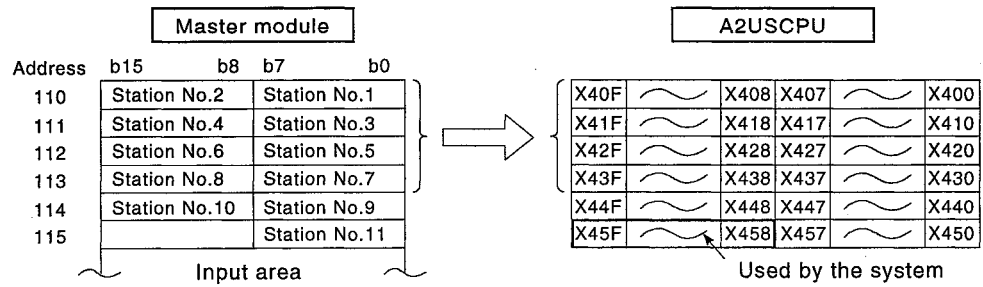 Master module A2USCPU
Address b15 b8 b7 b0
110 Station No.2 Station No.1 X40F X408 X407 X400
111 Station No.4 Station No.3 X41F X418 X417 X410
112 Station No.6 Station No.5 X42F X428 X427 X420
113 Station No.8 Station No.7 X43F X438 X437 X430
114 Station No.10 Station No.9 X44F X448 X447 X440
115 Station No.11 X45F X458 X457 X450
Input area Used by the system